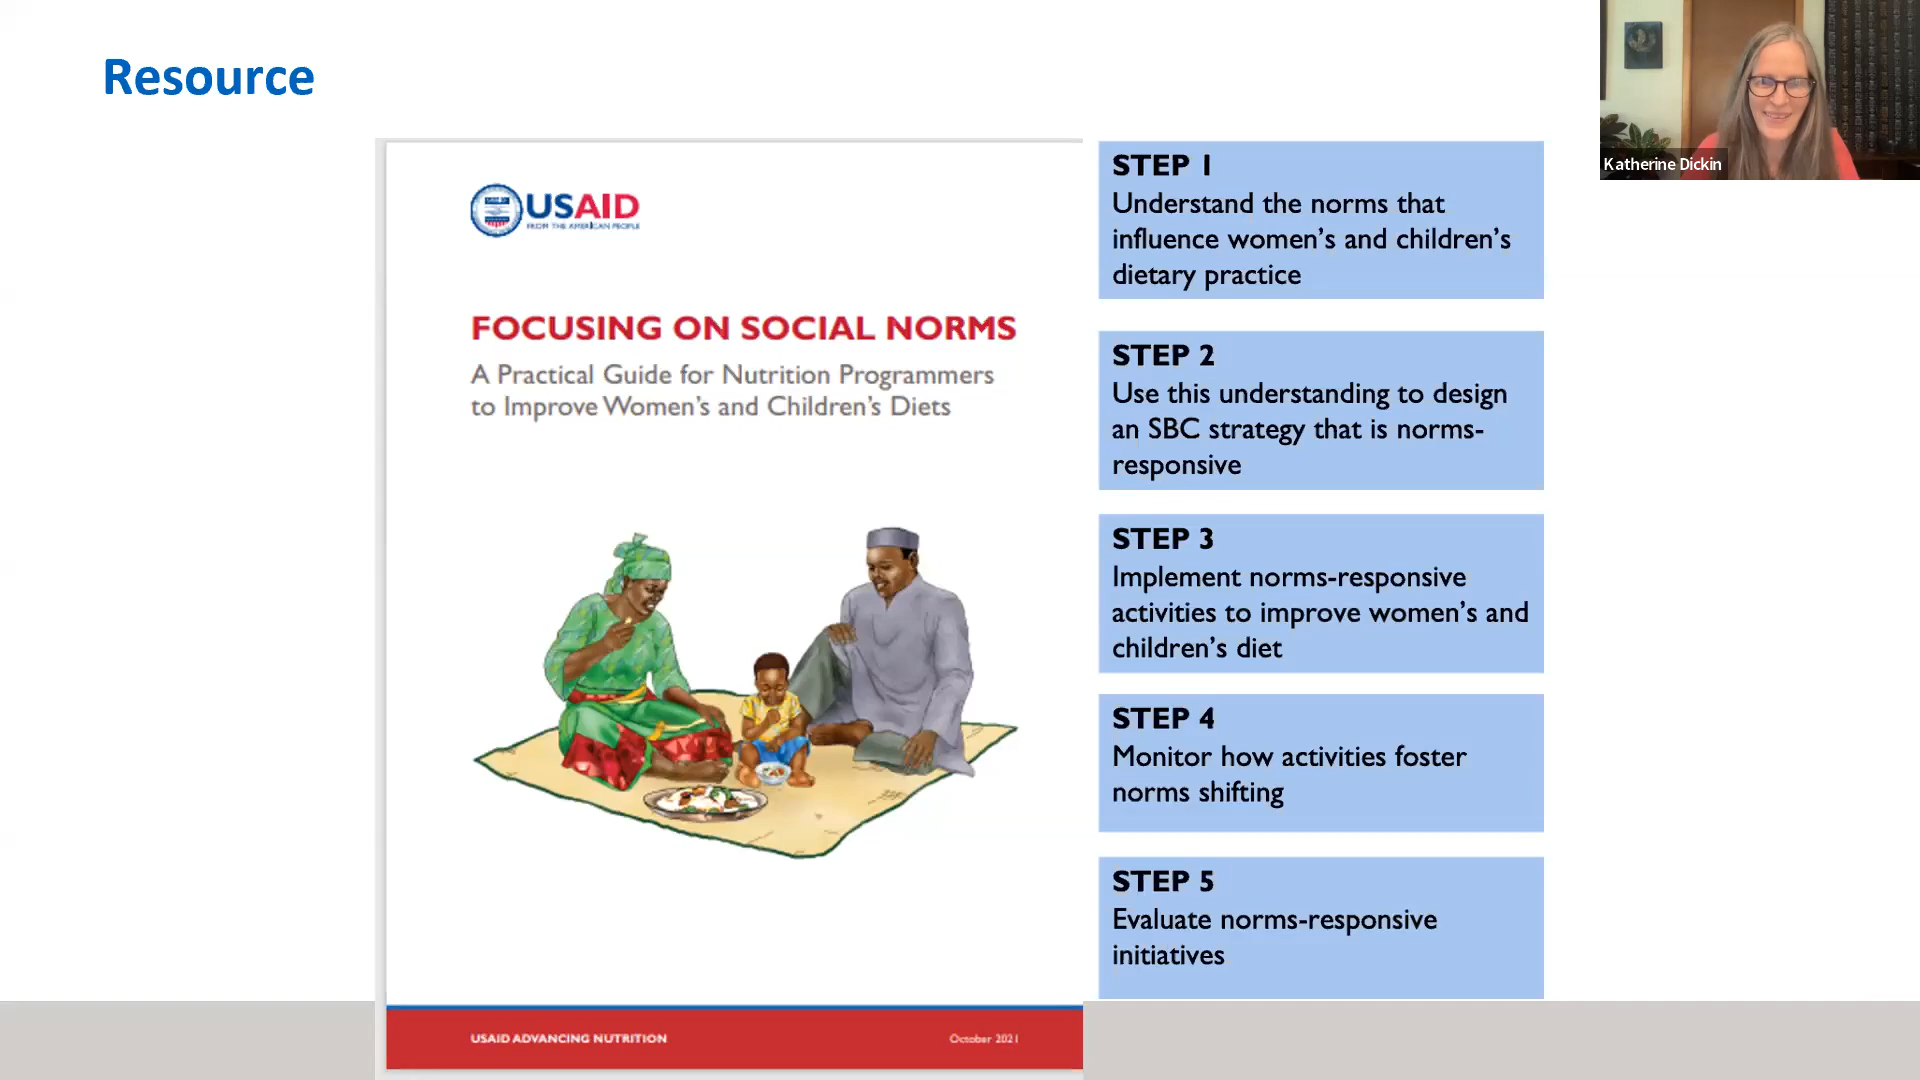 Resource
Katherine Dickin
USAID
FROM THE AMERICAN PEOPLE
FOCUSING ON SOCIAL NORMS
A Practical Guide for Nutrition Programmers
to Improve Women's and Children's Diets
USAID ADVANCING NUTRITION
October 2021
STEP 1
Understand the norms that
influence women's and children's
dietary practice
STEP 2
Use this understanding to design
an SBC strategy that is norms-
responsive
STEP 3
Implement norms-responsive
activities to improve women's and
children's diet
STEP 4
Monitor how activities foster
norms shifting
STEP 5
Evaluate norms-responsive
initiatives